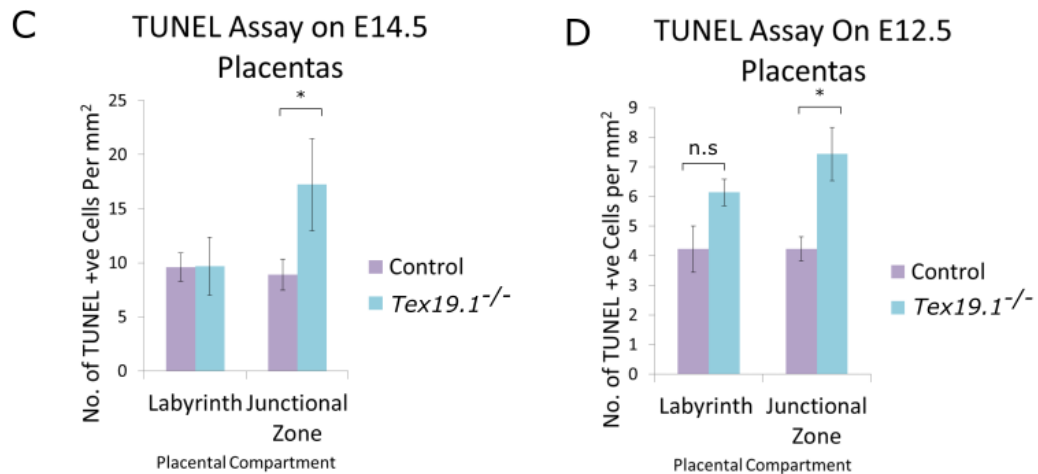 C
TUNEL Assay on E14.5
Placentas
No. of TUNEL +ve Cells Per mm²
25
20
15
10
5
0
*
Labyrinth Junctional
Zone
Placental Compartment
Control
Tex19.1-/-
D
TUNEL Assay On E12.5
Placentas
No. of TUNEL +ve Cells per mm²
9
8
7
6
5
4
3
2
1
0
n.s
*
Labyrinth Junctional
Zone
Placental Compartment
Control
Tex19.1-/-